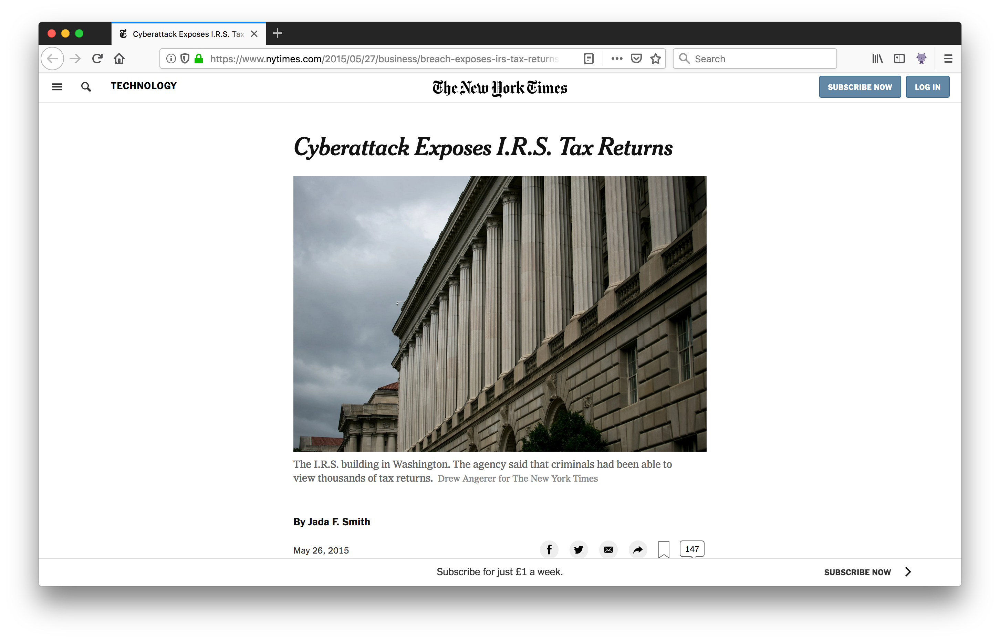 Cyberattack Exposes I.R.S. Tax
https://www.nytimes.com/2015/05/27/business/breach-exposes-irs-tax-returns
Search
TECHNOLOGY
The New York Times
SUBSCRIBE NOW
LOG IN
Cyberattack Exposes I.R.S. Tax Returns
The I.R.S. building in Washington. The agency said that criminals had been able to
view thousands of tax returns. Drew Angerer for The New York Times
By Jada F. Smith
May 26, 2015
147
Subscribe for just £1 a week.
SUBSCRIBE NOW